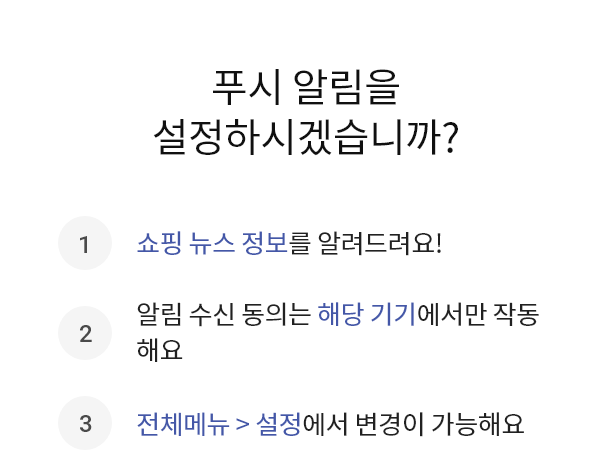 푸시 알림을
설정하시겠습니까?
1 쇼핑 뉴스 정보를 알려드려요!
2 알림 수신 동의는 해당 기기에서만 작동
해요
3 전체메뉴 > 설정에서 변경이 가능해요